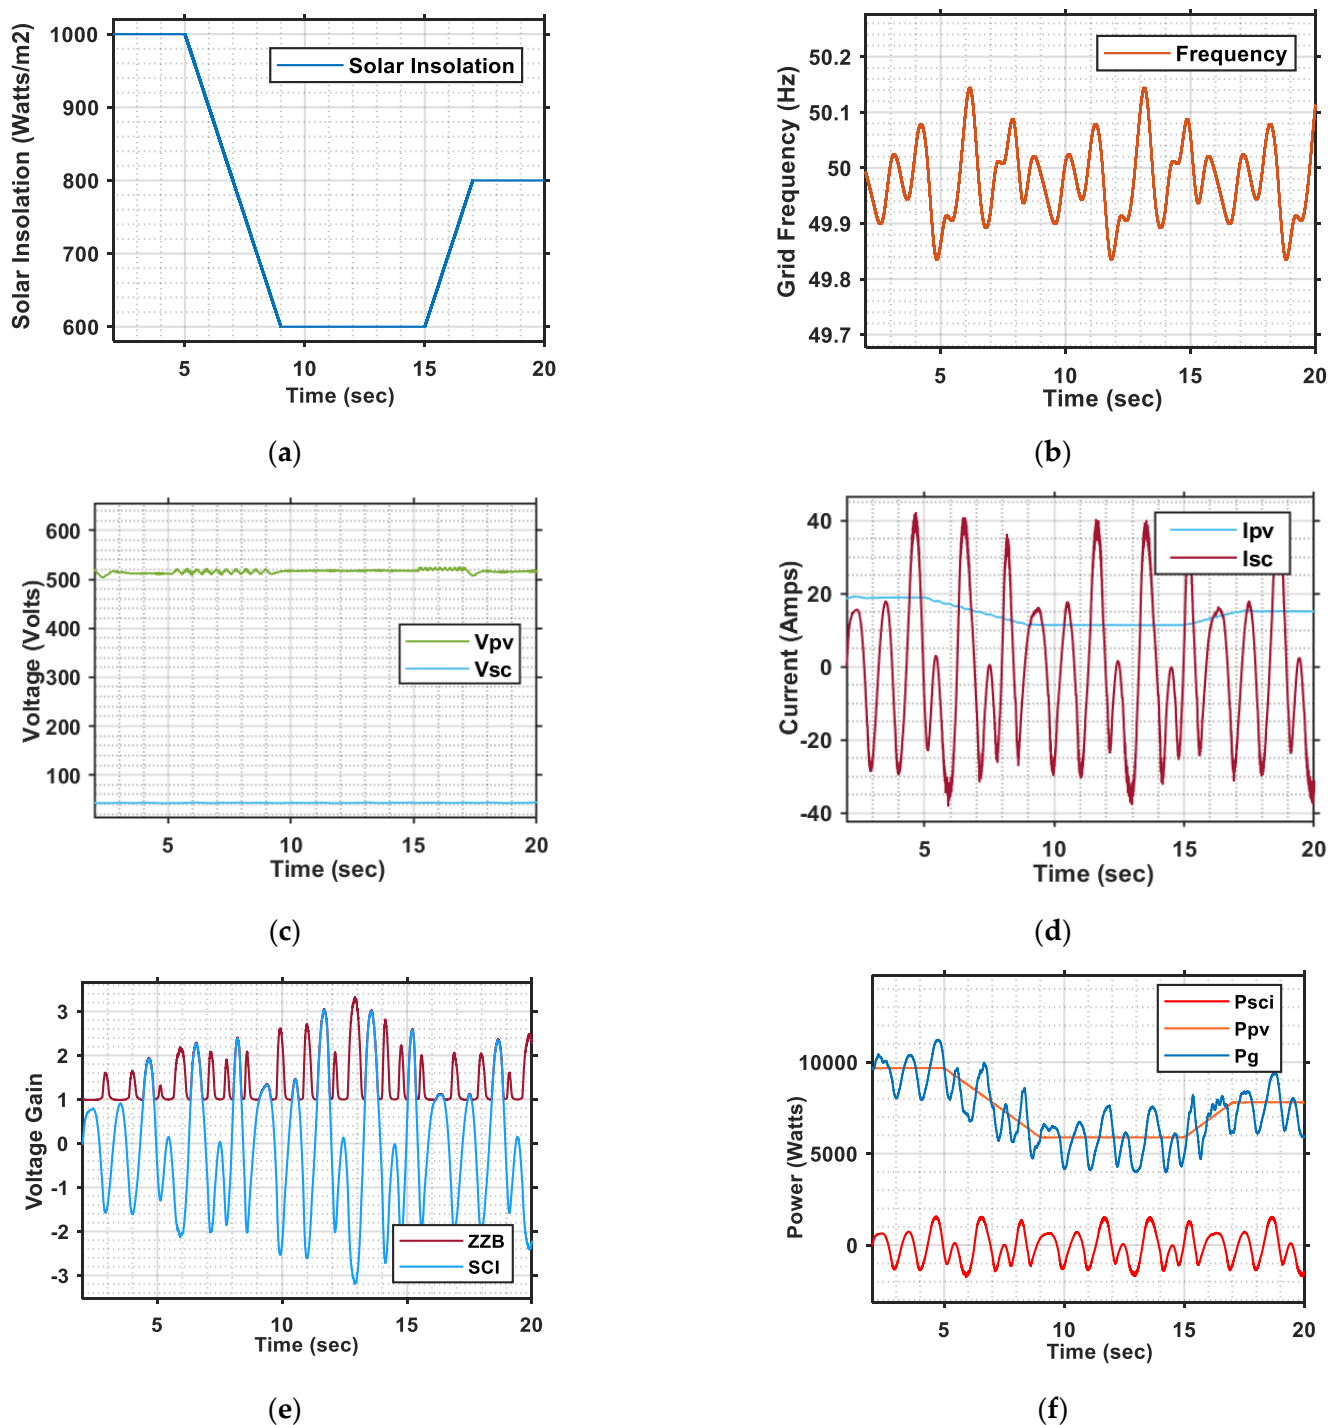 Solar Insolation (Watts/m2)
1000
900
800
700
600
Solar Insolation
5 10 15 20
Time (sec)
(a)
Grid Frequency (Hz)
50.2
50.1
50
49.9
49.8
49.7
Frequency
5 10 15 20
Time (sec)
(b)
Voltage (Volts)
600
500
400
300
200
100
Vpv
Vsc
5 10 15 20
Time (sec)
(c)
Current (Amps)
40
20
0
-20
-40
Ipv
Isc
5 10 15 20
Time (sec)
(d)
Voltage Gain
3
2
1
0
-1
-2
-3
ZZB
SCI
5 10 15 20
Time (sec)
(e)
Power (Watts)
10000
5000
0
Psci
Ppv
Pg
5 10 15 20
Time (sec)
(f)